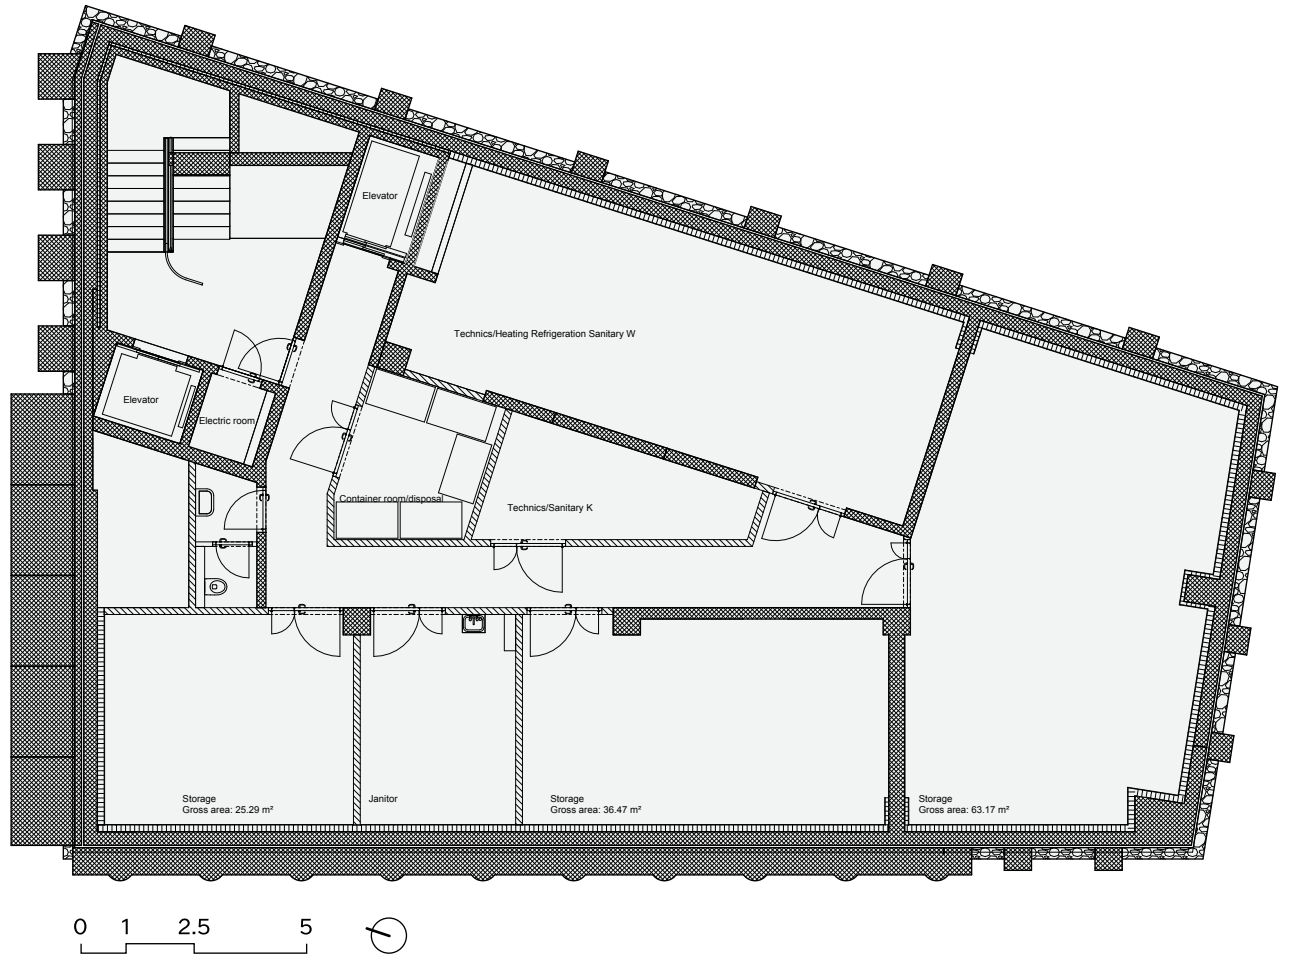 Elevator
Technics/Heating Refrigeration Sanitary W
Elevator
Electric room
Container room/disposal
Technics/Sanitary K
Storage
Gross area: 25.29 m²
Janitor
Storage
Gross area: 36.47 m²
Storage
Gross area: 63.17 m²
0 1 2.5 5